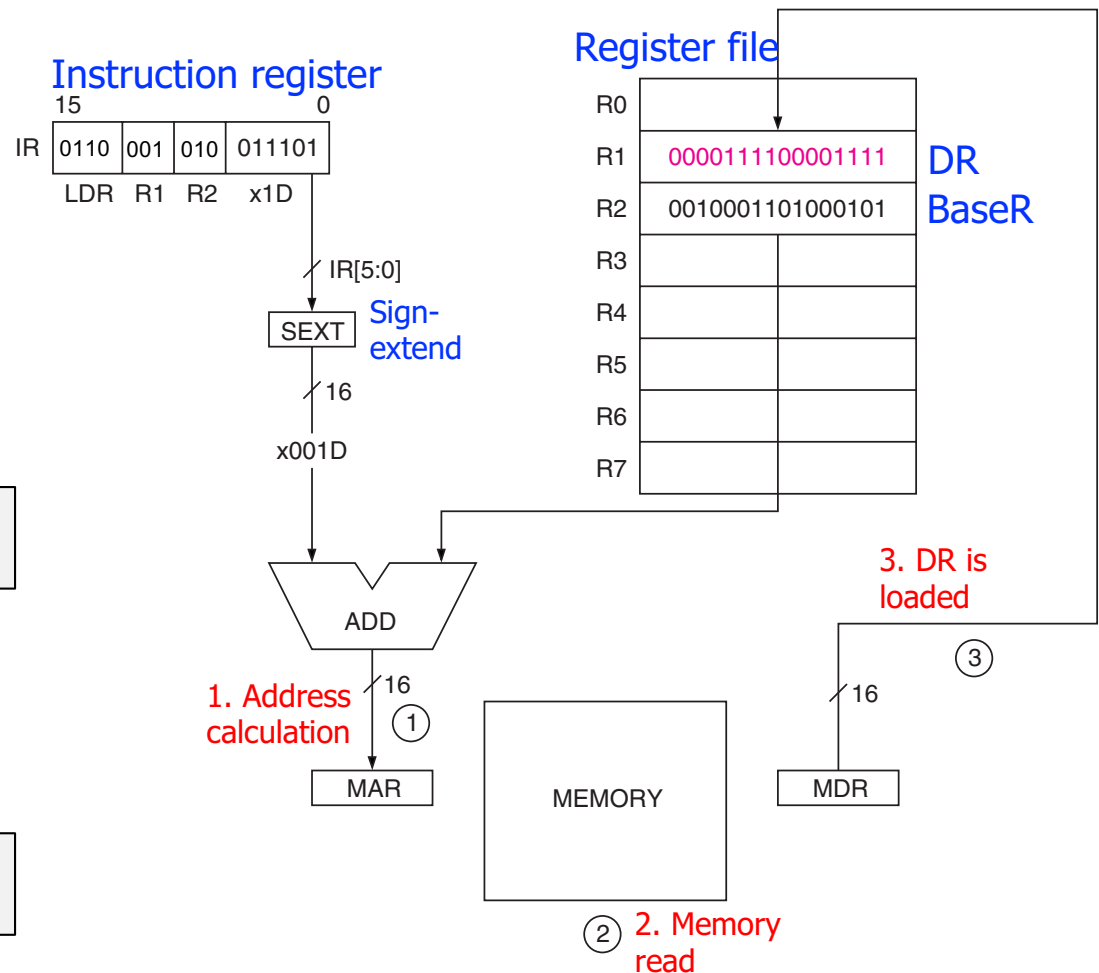 Instruction register
15 0
IR 0110 001 010 011101
LDR R1 R2 x1D
IR[5:0]
SEXT
Sign-
extend
16
x001D
Register file
R0
R1 0000111100001111 DR
R2 0010001101000101 BaseR
R3
R4
R5
R6
R7
ADD
16
1. Address
calculation
1
MAR
MEMORY
2
2. Memory
read
3. DR is
loaded
3
16
MDR